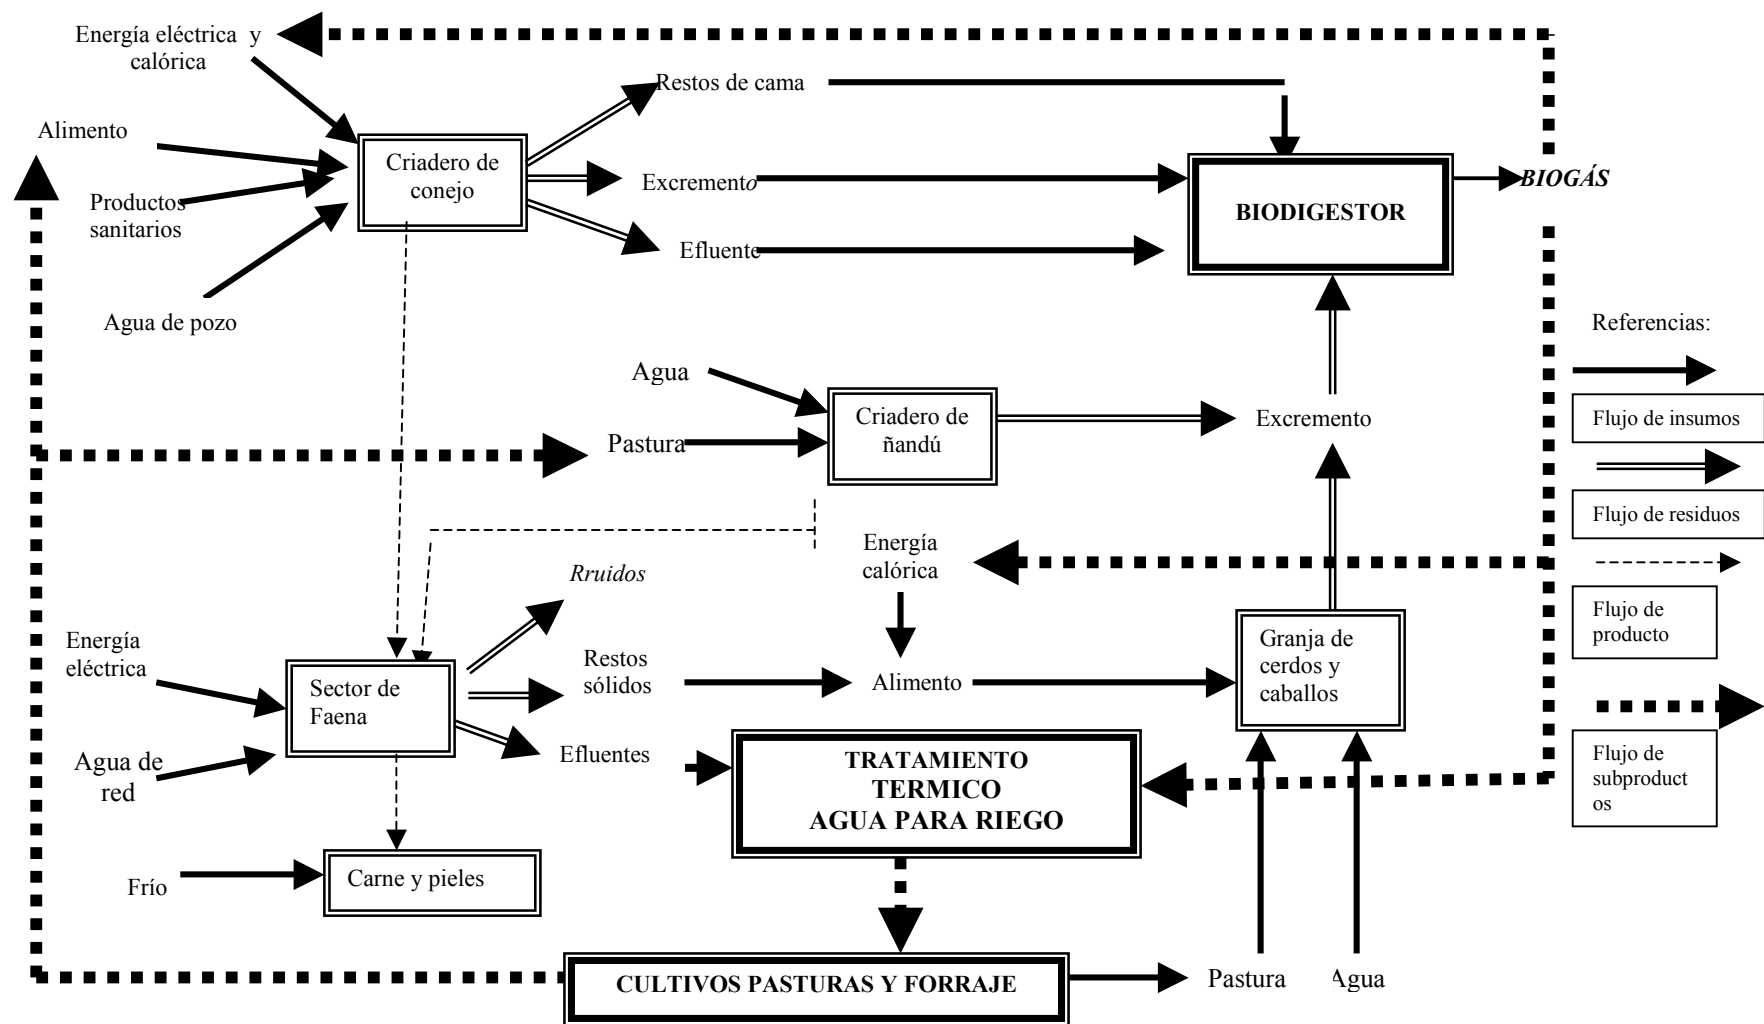 Energía eléctrica y
calórica
Restos de cama
Alimento
Criadero de
conejo
Excremento
BIOGÁS
Productos
sanitarios
BIODIGESTOR
Efluente
Agua de pozo
Referencias:
Agua
Criadero de
ñandú
Excremento
Flujo de insumos
Pastura
Flujo de residuos
Energía
calórica
Rruidos
Flujo de
producto
Energía
eléctrica
Restos
sólidos
Alimento
Granja de
cerdos y
caballos
Sector de
Faena
Efluentes
Agua de
red
TRATAMIENTO
TERMICO
AGUA PARA RIEGO
Flujo de
subproduct
os
Frío
Carne y pieles
CULTIVOS PASTURAS Y FORRAJE
Pastura
Agua